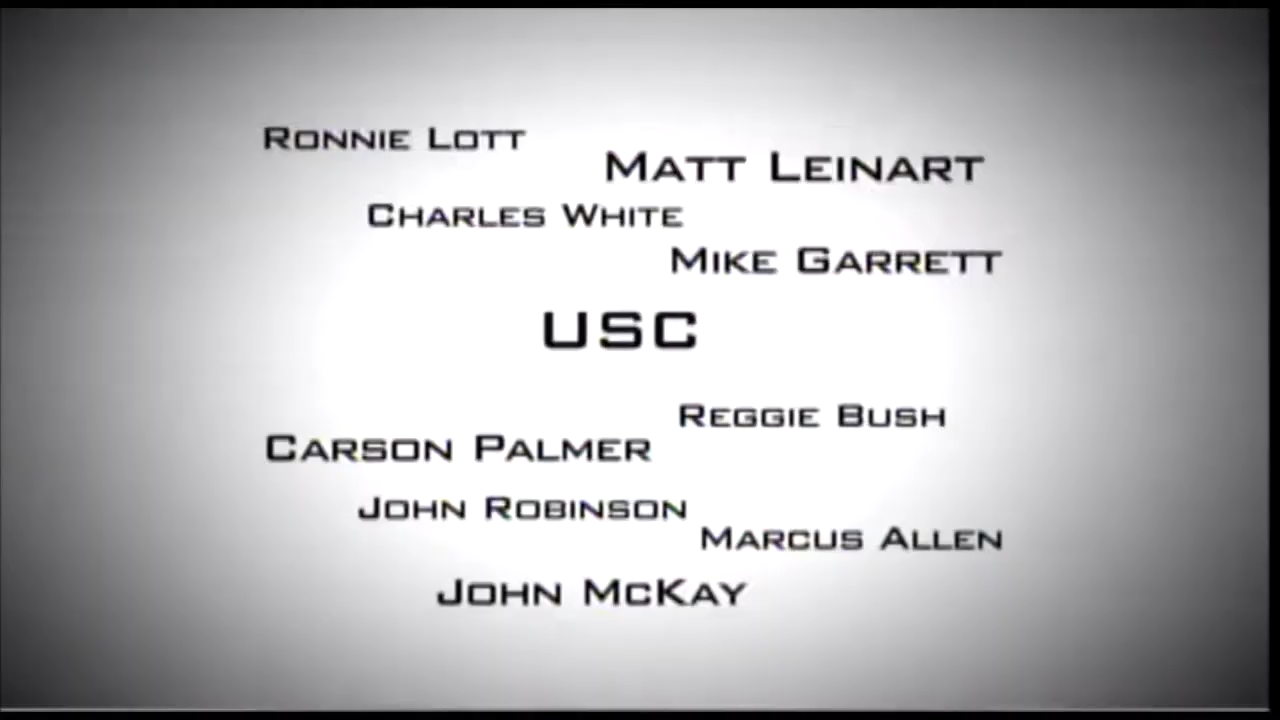 Ronnie Lott
Matt Leinart
Charles White
Mike Garrett
USC
Reggie Bush
Carson Palmer
John Robinson
Marcus Allen
John McKay